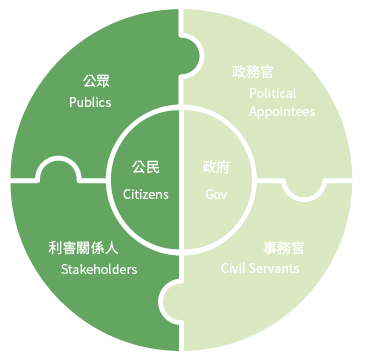 公眾
Publics
政務官
Political
Appointees
公民
Citizens
政府
Gov
利害關係人
Stakeholders
事務官
Civil Servants